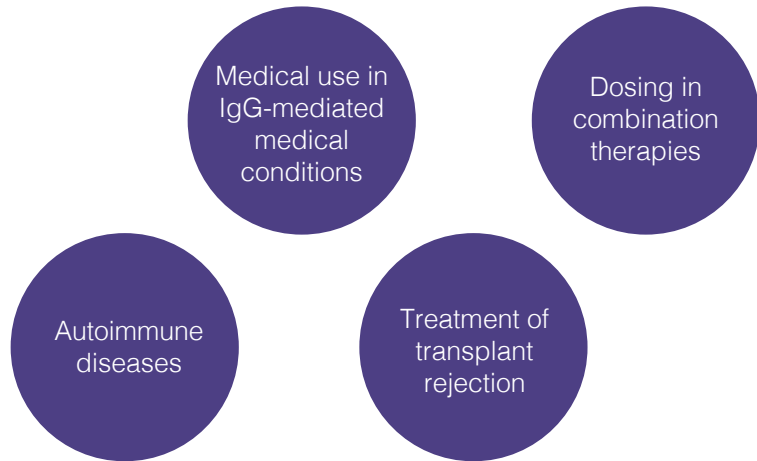 Medical use in
IgG-mediated
medical
conditions
Dosing in
combination
therapies
Autoimmune
diseases
Treatment of
transplant
rejection